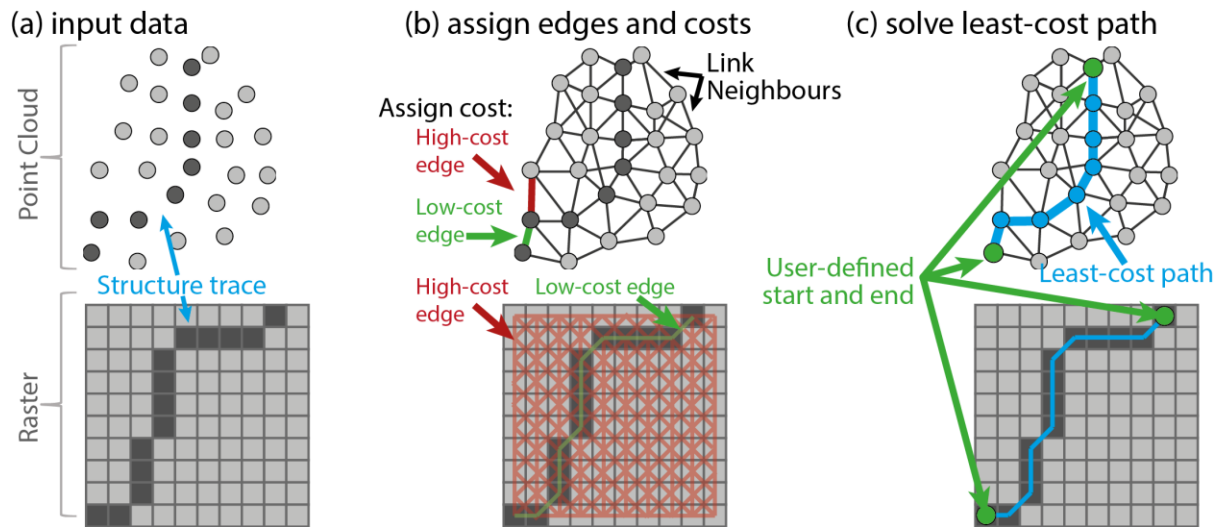 (a) input data
(b) assign edges and costs
(c) solve least-cost path
Point Cloud
Structure trace
Raster
Link
Neighbours
Assign cost:
High-cost
edge
Low-cost
edge
High-cost
edge
Low-cost edge
User-defined
start and end
Least-cost path